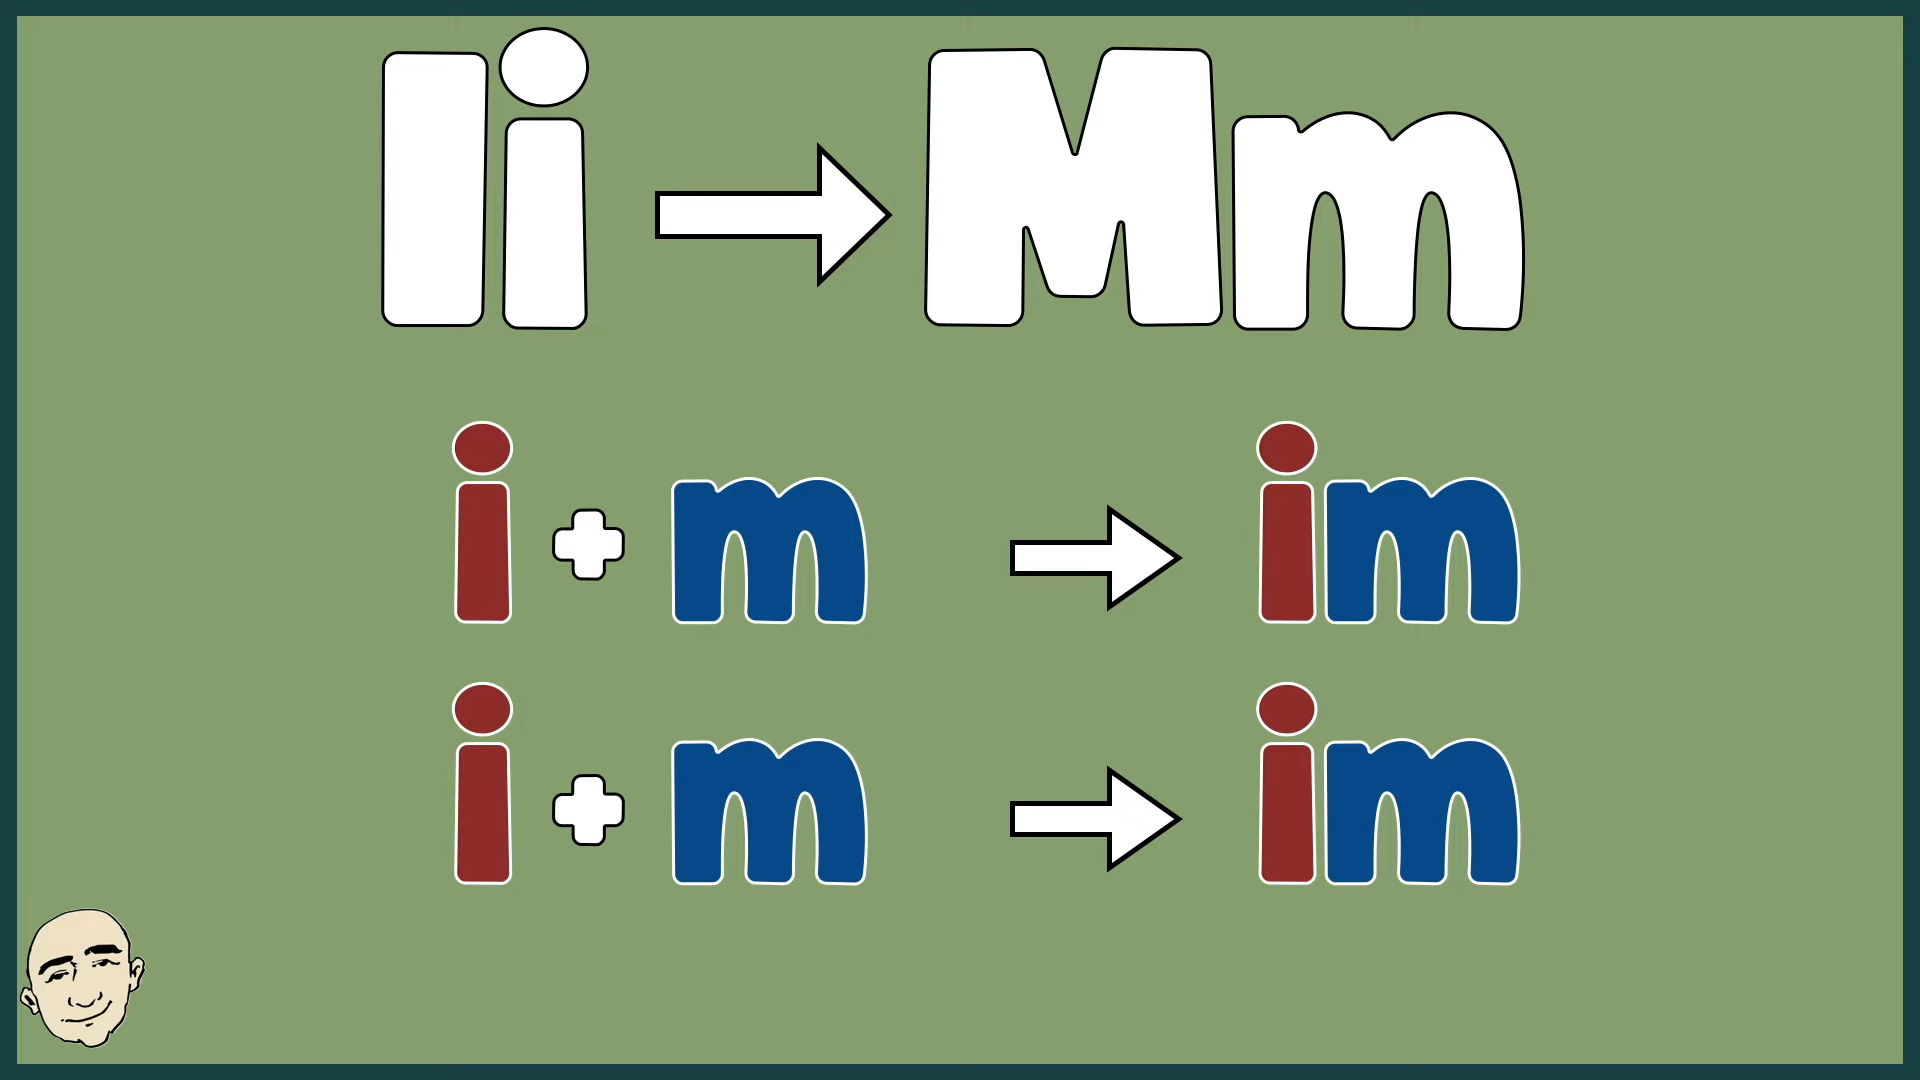 Ii → Mm
i + m → im
i + m → im